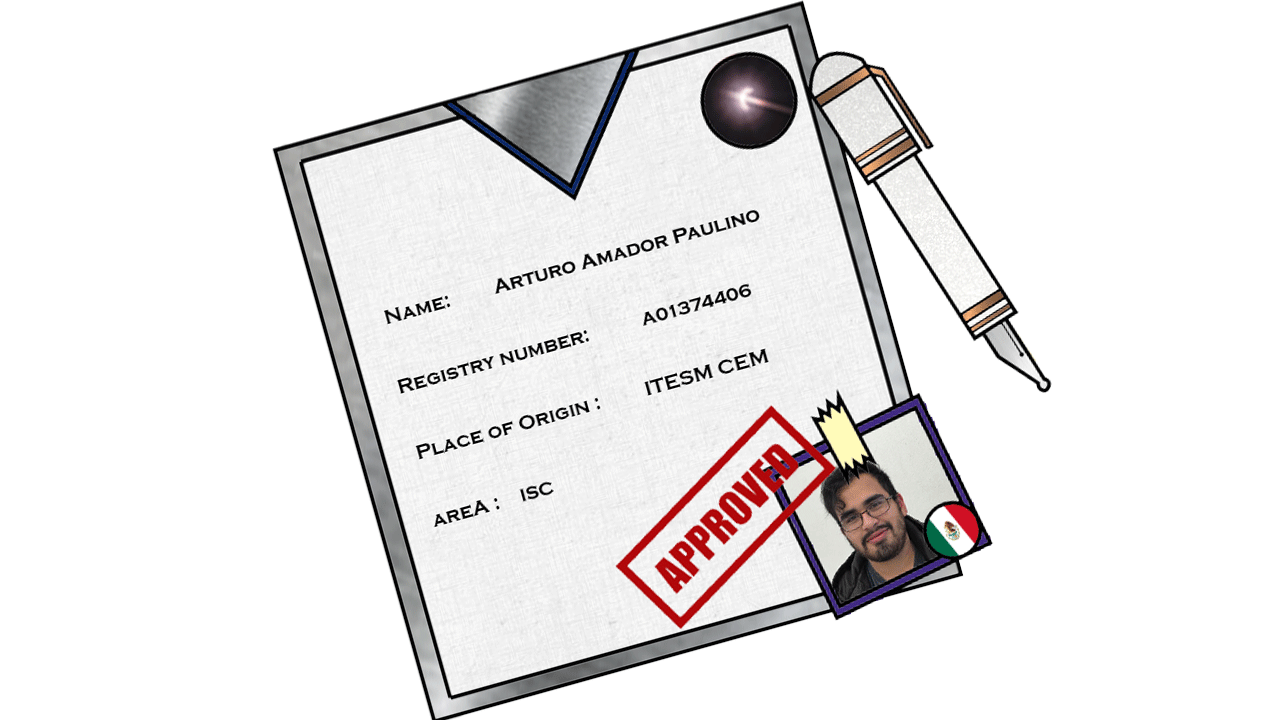 Name: Arturo Amador Paulino
Registry number: A01374406
Place of Origin : ITESM CEM
areA : ISC
APPROVED